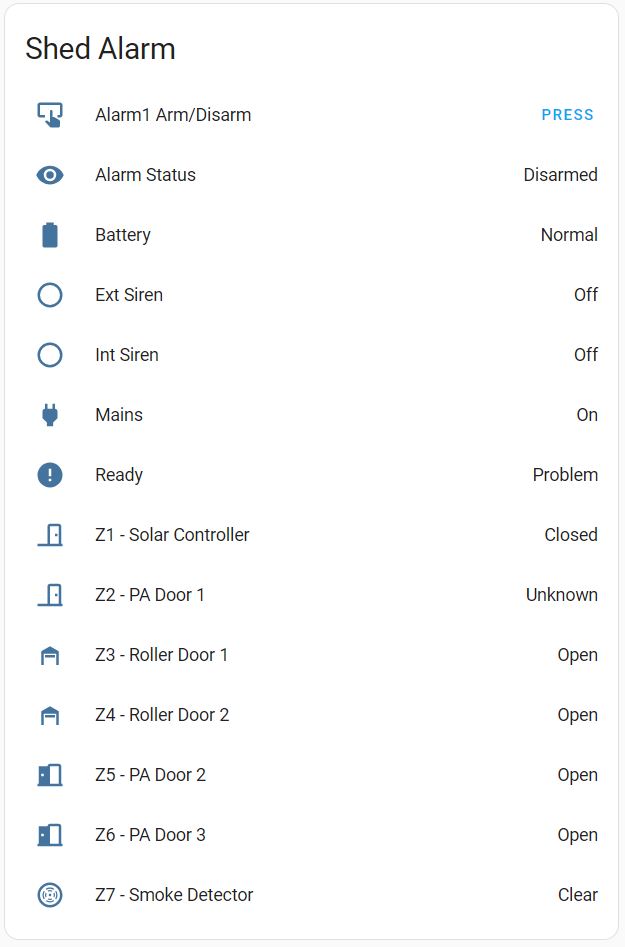 Shed Alarm
Alarm1 Arm/Disarm PRESS
Alarm Status Disarmed
Battery Normal
Ext Siren Off
Int Siren Off
Mains On
Ready Problem
Z1 - Solar Controller Closed
Z2 - PA Door 1 Unknown
Z3 - Roller Door 1 Open
Z4 - Roller Door 2 Open
Z5 - PA Door 2 Open
Z6 - PA Door 3 Open
Z7 - Smoke Detector Clear